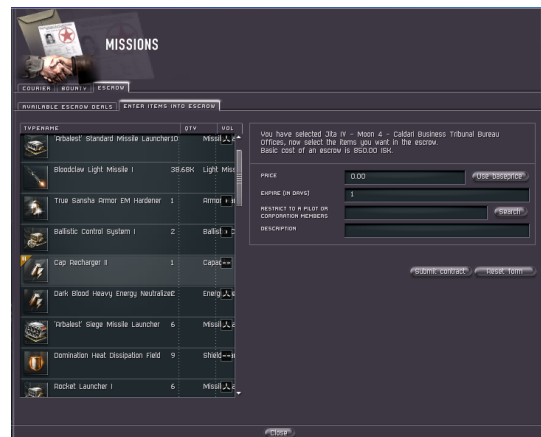 MISSIONS
COURIER BOUNTY ESCROW
AVAILABLE ESCROW DEALS ENTER ITEMS INTO ESCROW
TYPENAME QTY VOL
'Arbalest' Standard Missile Launcher 10
Bloodclaw Light Missile I 38.68K Light Miss
True Sansha Armor EM Hardener 1
Ballistic Control System I 2 Ballist
Cap Recharger II 1 Capac
Dark Blood Heavy Energy Neutralizer Energ
'Arbalest' Siege Missile Launcher 6 Missil
Domination Heat Dissipation Field 9 Shield
Rocket Launcher I 6 Missil
You have selected Jita IV - Moon 4 - Caldari Business Tribunal Bureau
Offices, now select the items you want in the escrow.
Basic cost of an escrow is 850.00 ISK.
PRICE 0.00 Use baseprice
EXPIRE (IN DAYS) 1
RESTRICT TO A PILOT OR
CORPORATION MEMBERS Search
DESCRIPTION
Submit contract Reset form
Close